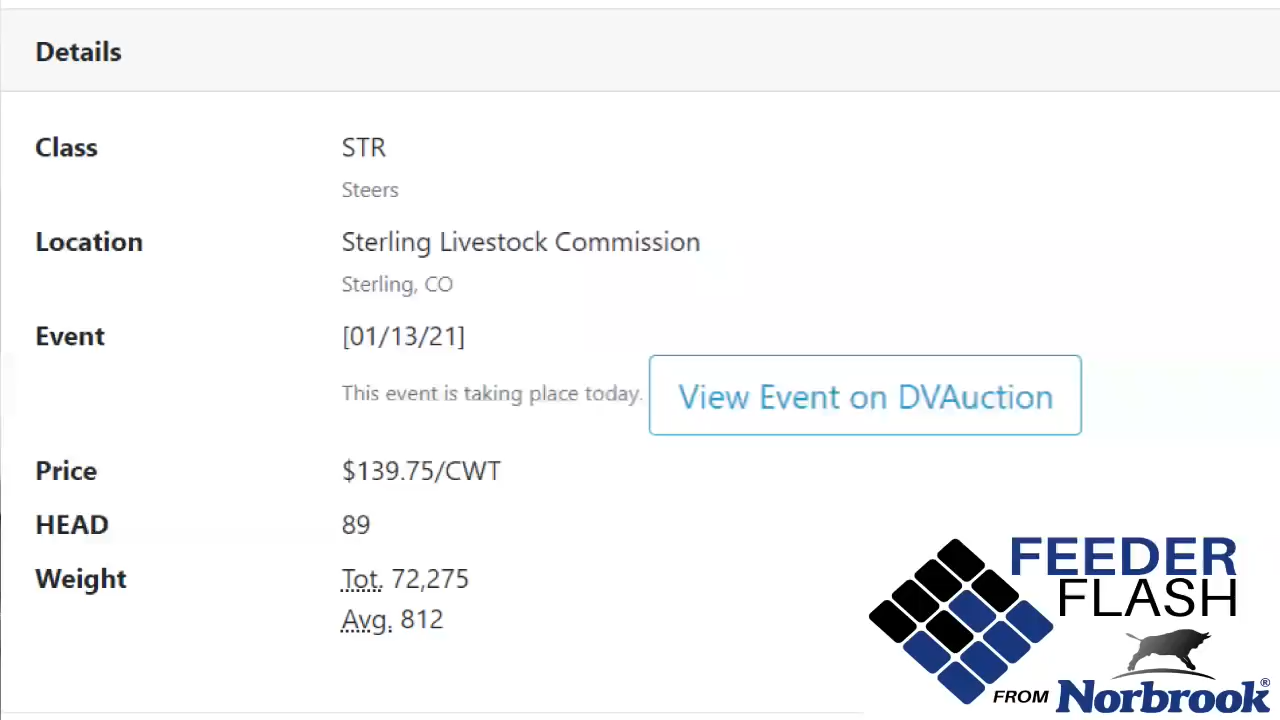 Details
Class STR
Steers
Location Sterling Livestock Commission
Sterling, CO
Event [01/13/21]
This event is taking place today. View Event on DVAuction
Price $139.75/CWT
HEAD 89
Weight Tot. 72,275
Avg. 812
FEEDER
FLASH
FROM Norbrook®